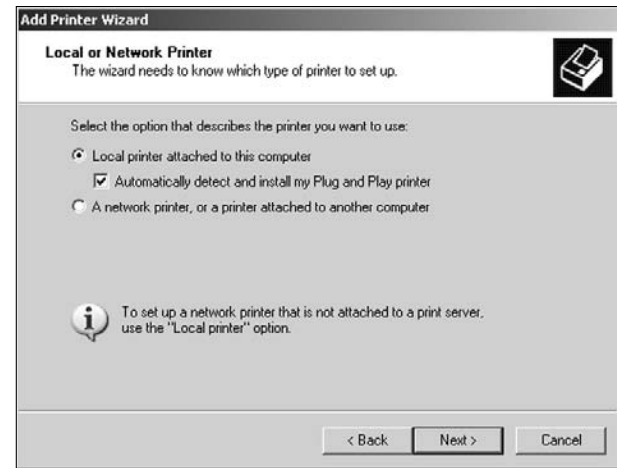 Add Printer Wizard
Local or Network Printer
The wizard needs to know which type of printer to set up.
Select the option that describes the printer you want to use:
Local printer attached to this computer
Automatically detect and install my Plug and Play printer
A network printer, or a printer attached to another computer
To set up a network printer that is not attached to a print server,
use the "Local printer" option.
< Back
Next >
Cancel